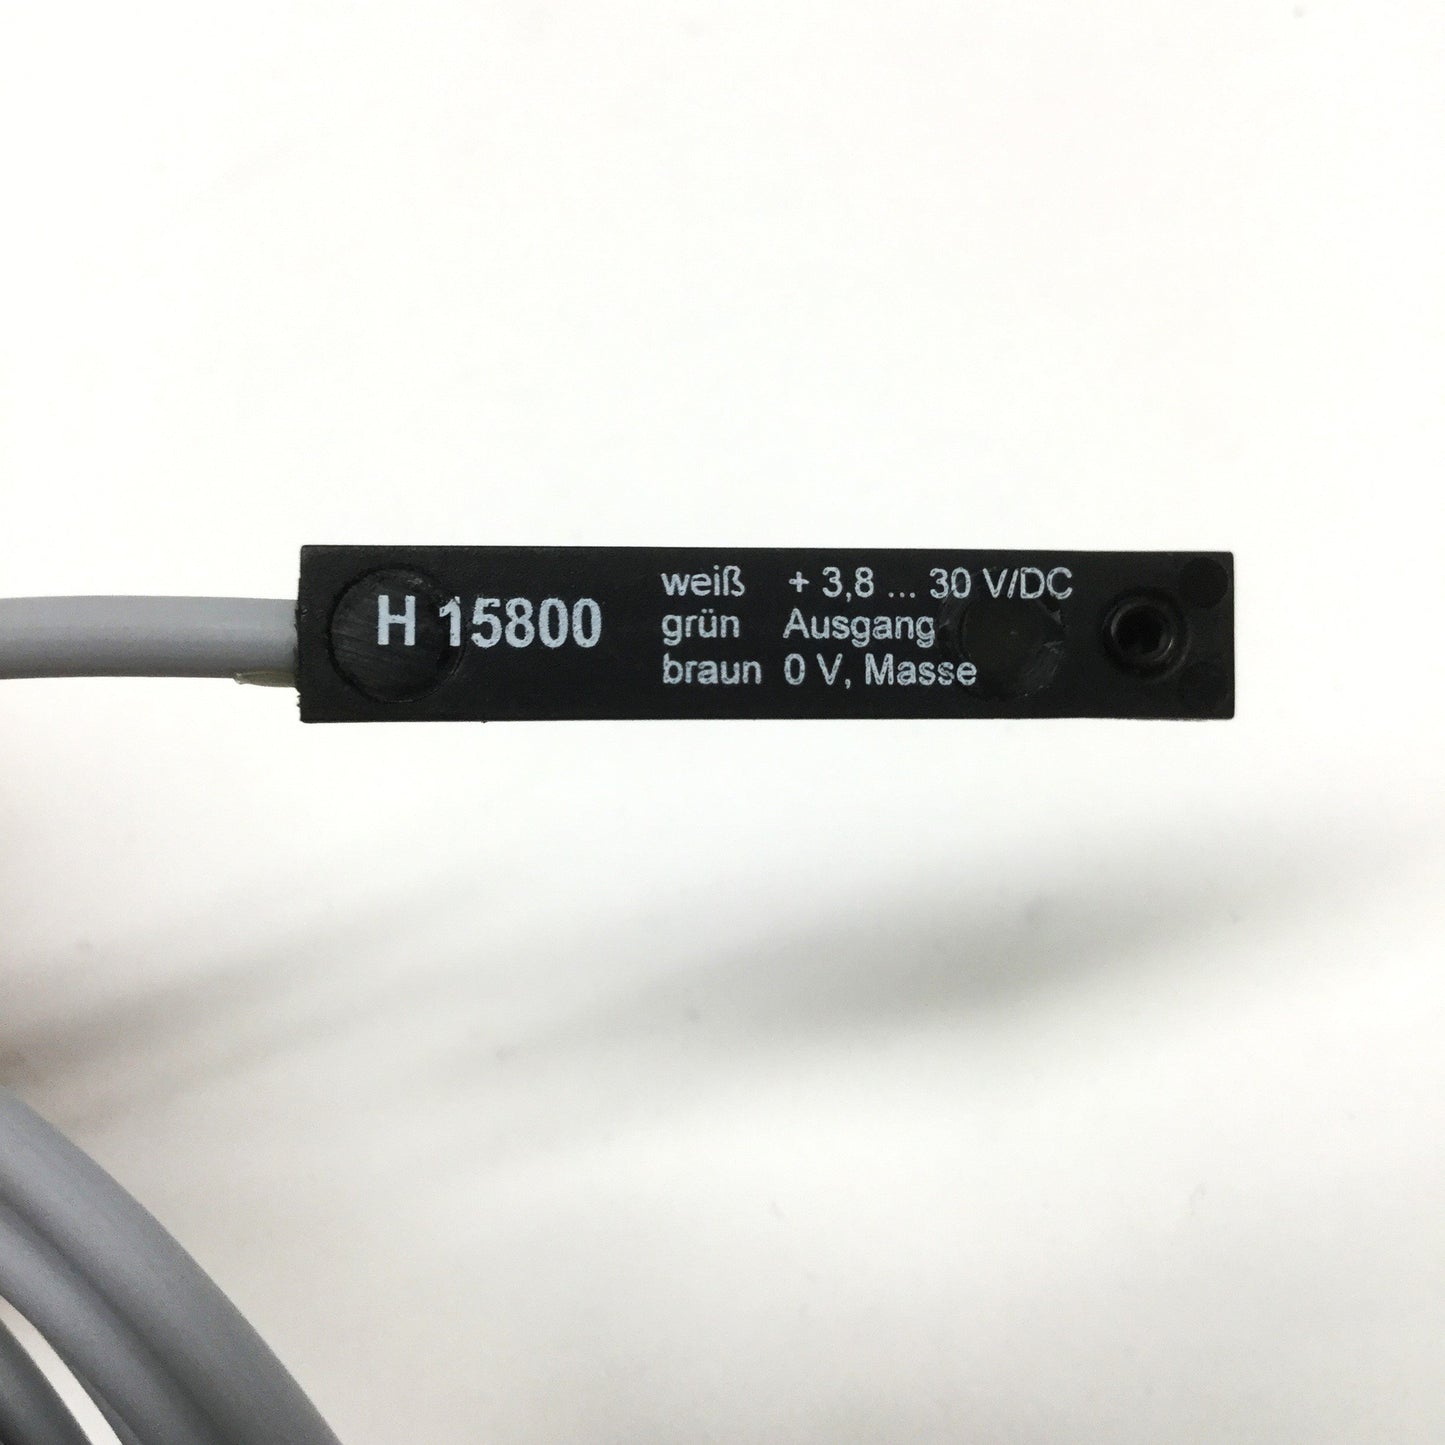 H 15800
weiß + 3,8 ... 30 V/DC
grün Ausgang
braun 0 V, Masse